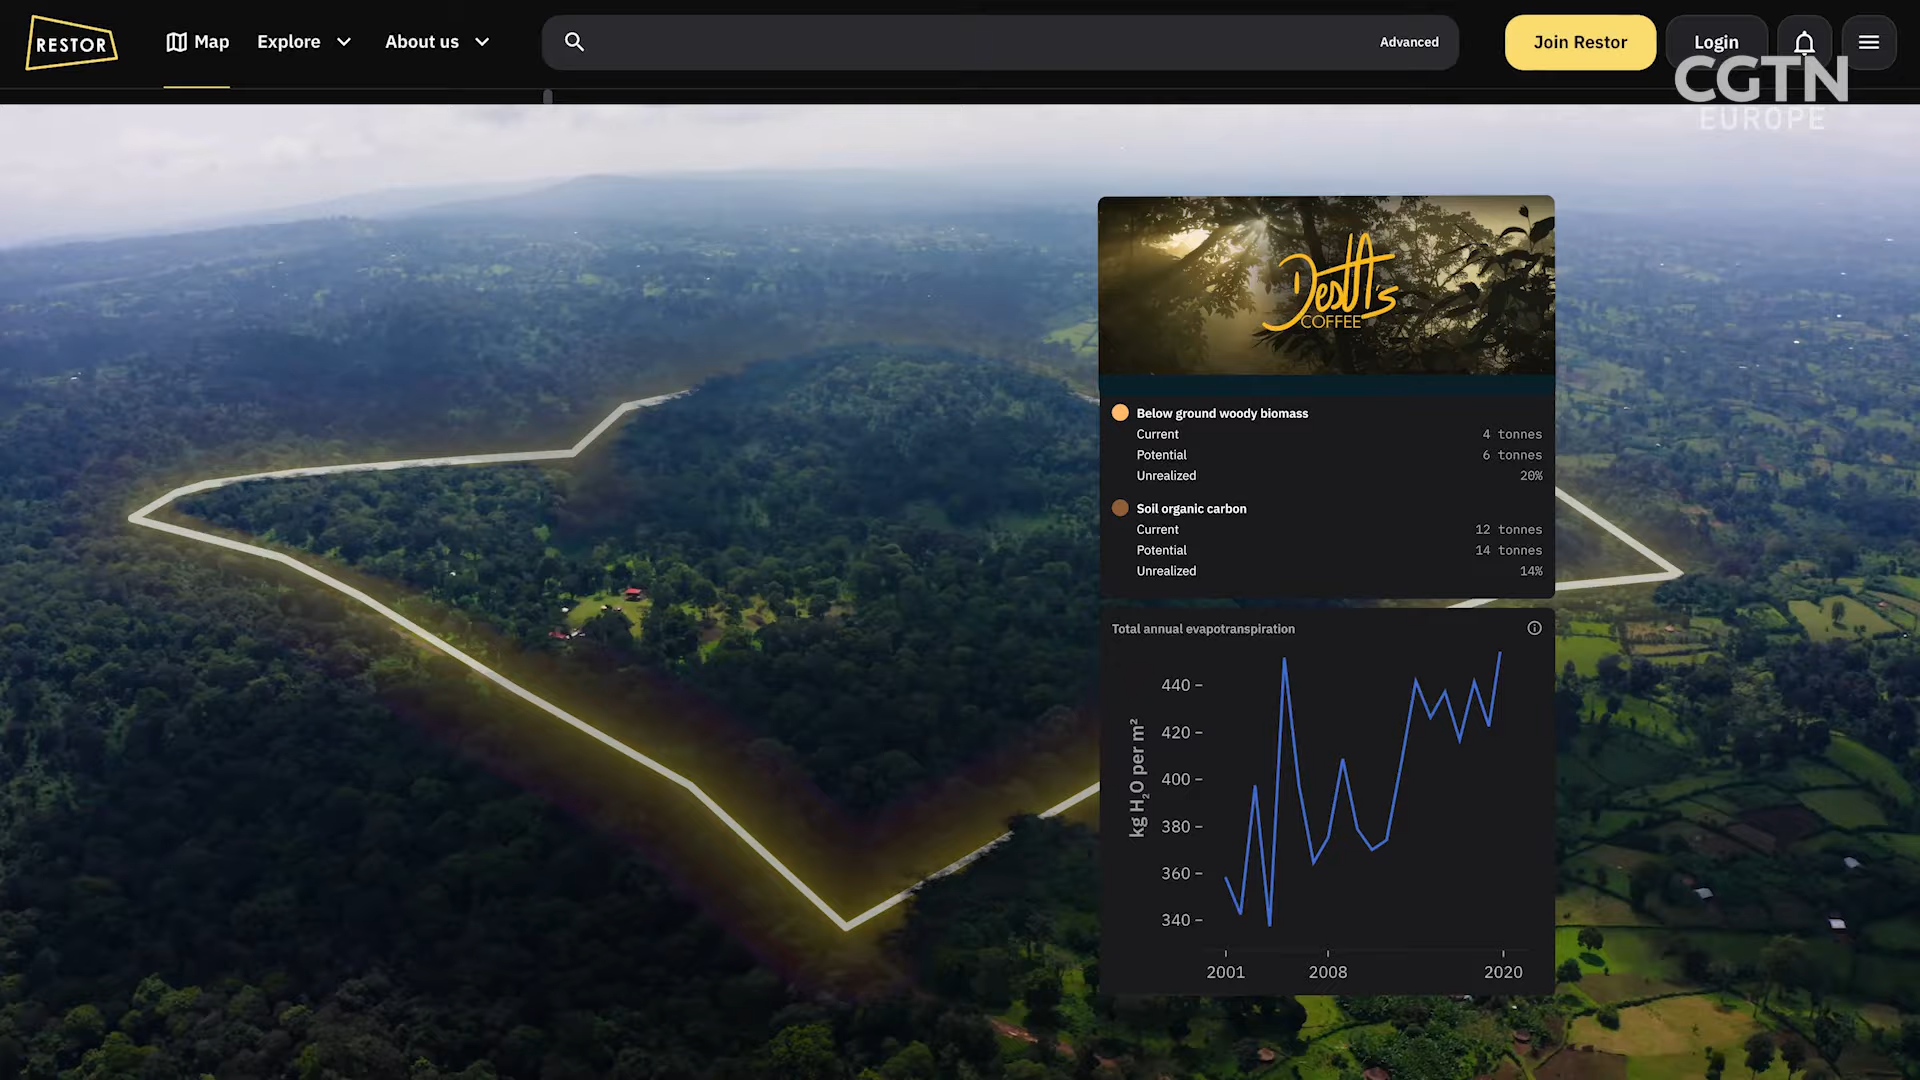 RESTOR
Map
Explore
About us
Advanced
Join Restor
Login
CGTN
EUROPE
Destta's
COFFEE
Below ground woody biomass
Current 4 tonnes
Potential 6 tonnes
Unrealized 20%
Soil organic carbon
Current 12 tonnes
Potential 14 tonnes
Unrealized 14%
Total annual evapotranspiration
kg H₂O per m²
440
420
400
380
360
340
2001 2008 2020